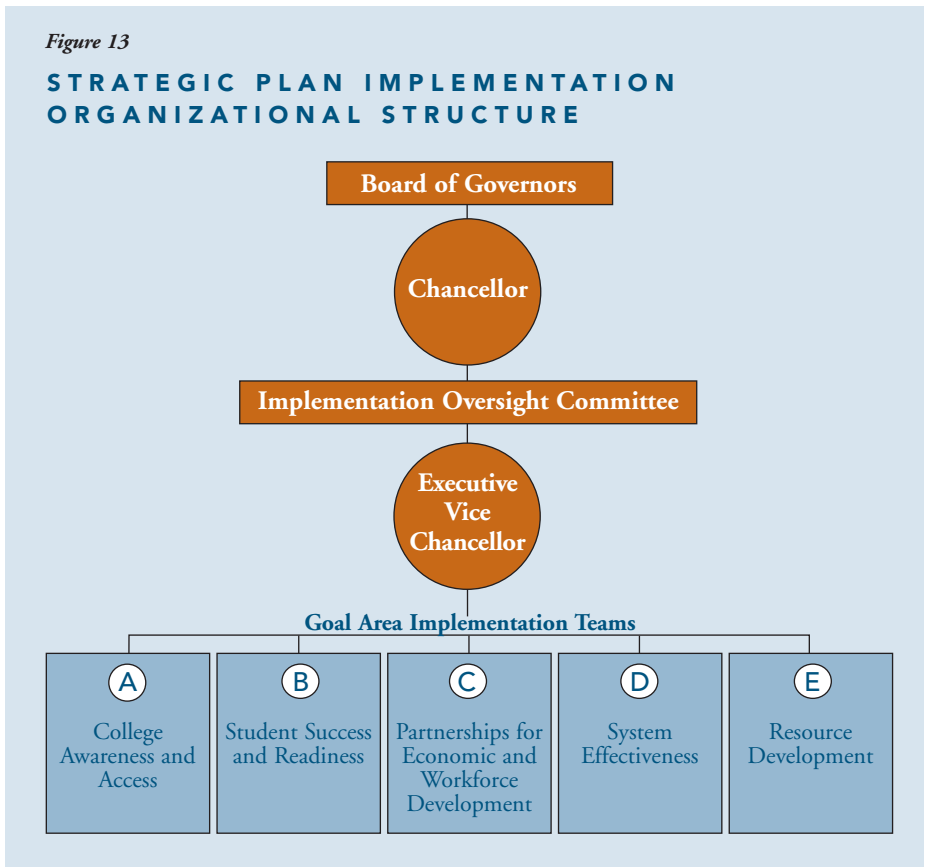 Figure 13
STRATEGIC PLAN IMPLEMENTATION
ORGANIZATIONAL STRUCTURE
Board of Governors
Chancellor
Implementation Oversight Committee
Executive
Vice
Chancellor
Goal Area Implementation Teams
A
College
Awareness and
Access
B
Student Success
and Readiness
C
Partnerships for
Economic and
Workforce
Development
D
System
Effectiveness
E
Resource
Development